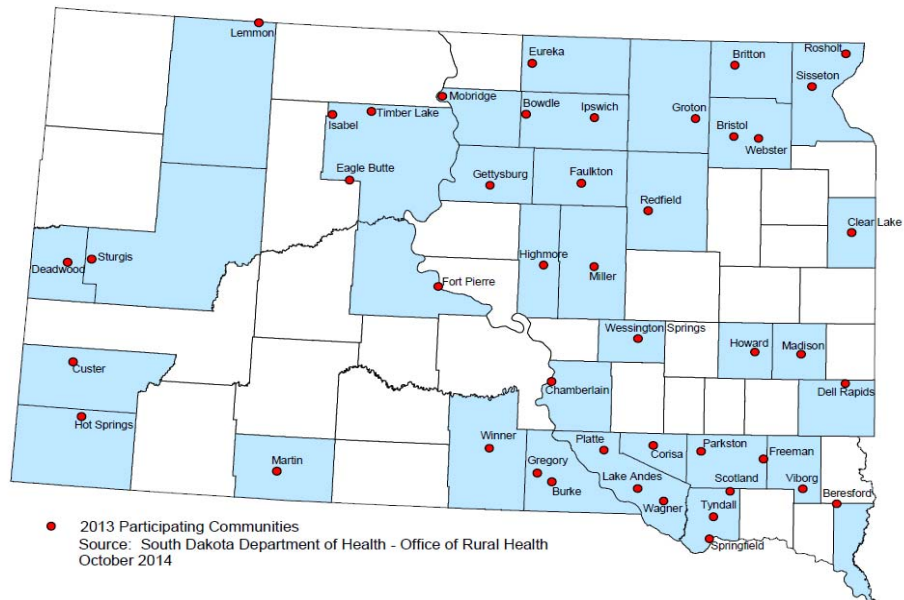 Lemmon
Eureka
Britton
Rosholt
Sisseton
Mobridge
Bowdle
Ipswich
Groton
Isabel
Timber Lake
Bristol
Webster
Eagle Butte
Gettysburg
Faulkton
Redfield
Clear Lake
Deadwood
Sturgis
Highmore
Miller
Fort Pierre
Wessington Springs
Howard
Madison
Custer
Chamberlain
Dell Rapids
Hot Springs
Winner
Platte
Corisa
Parkston
Freeman
Martin
Gregory
Burke
Lake Andes
Wagner
Scotland
Viborg
Beresford
Tyndall
Springfield
2013 Participating Communities
Source: South Dakota Department of Health - Office of Rural Health
October 2014